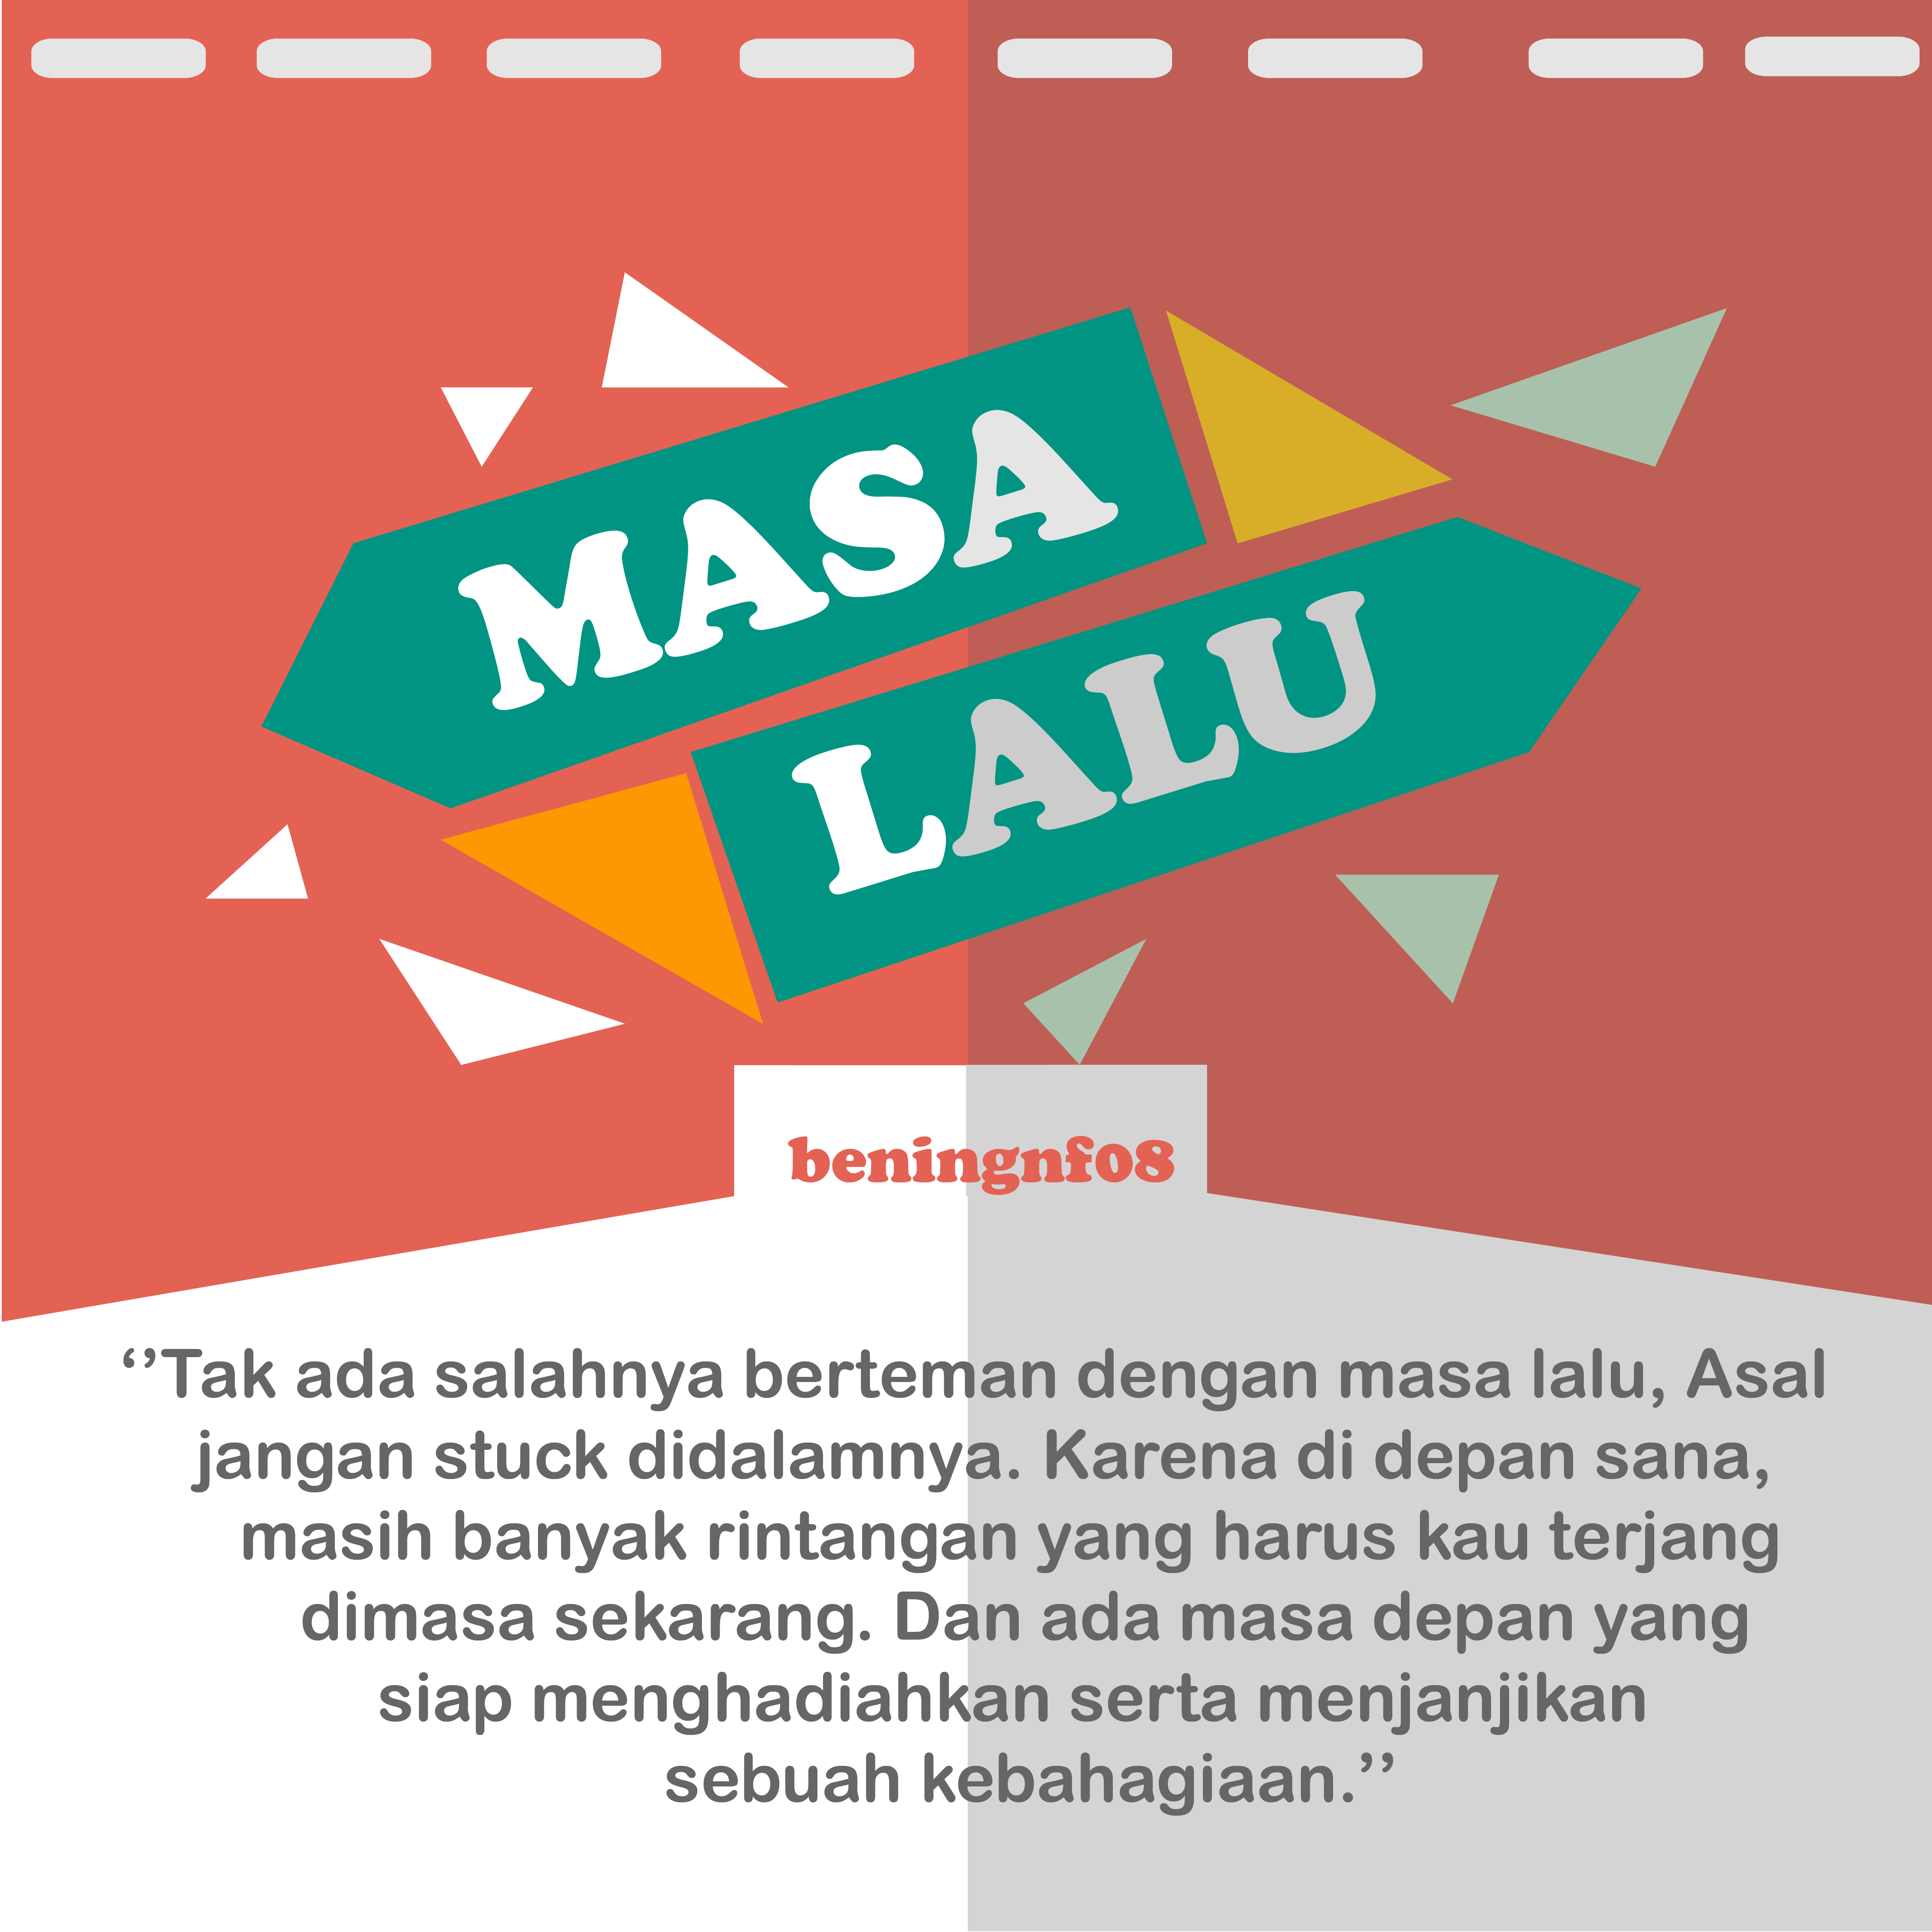 MASA
LALU
beningrf808
‘’Tak ada salahnya berteman dengan masa lalu, Asal
jangan stuck didalamnya. Karena di depan sana,
masih banyak rintangan yang harus kau terjang
dimasa sekarang. Dan ada masa depan yang
siap menghadiahkan serta menjanjikan
sebuah kebahagiaan.’’